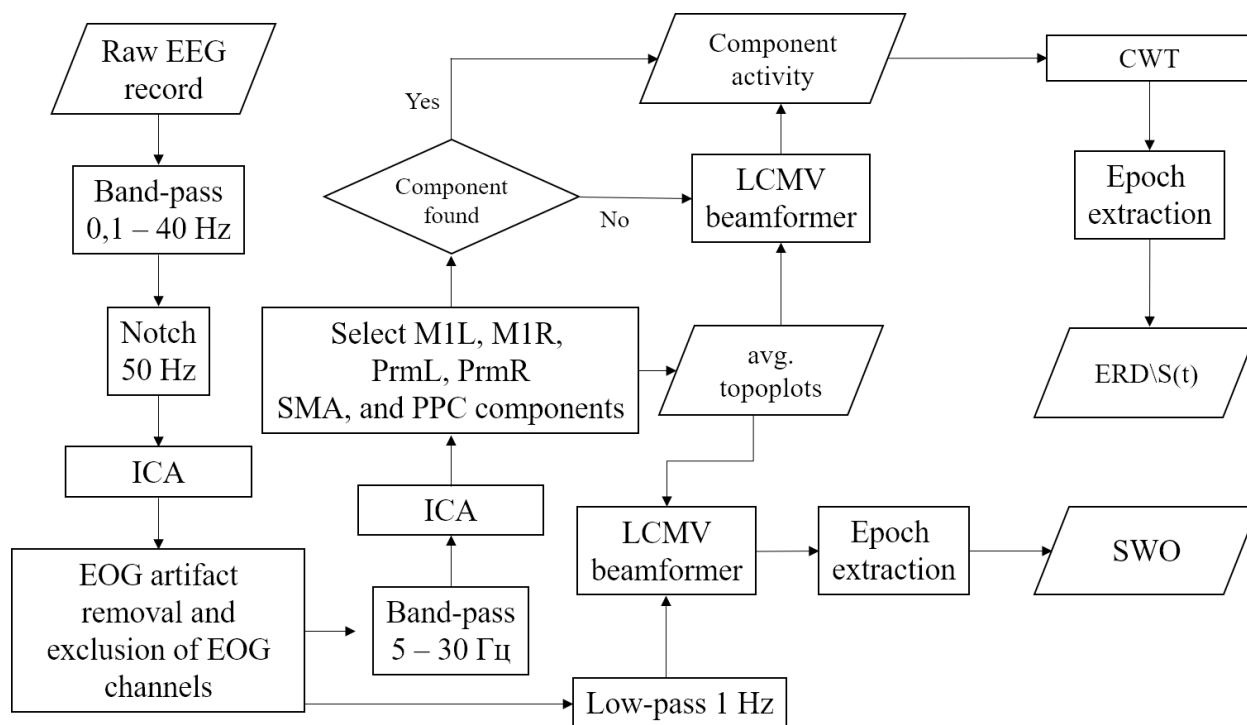 Raw EEG
record
Band-pass
0,1 – 40 Hz
Notch
50 Hz
ICA
EOG artifact
removal and
exclusion of EOG
channels
Band-pass
5 – 30 Гц
ICA
Select M1L, M1R,
PrmL, PrmR
SMA, and PPC components
Component
found
Yes
No
Component
activity
LCMV
beamformer
avg.
topoplots
CWT
Epoch
extraction
ERD\S(t)
Low-pass 1 Hz
LCMV
beamformer
Epoch
extraction
SWO